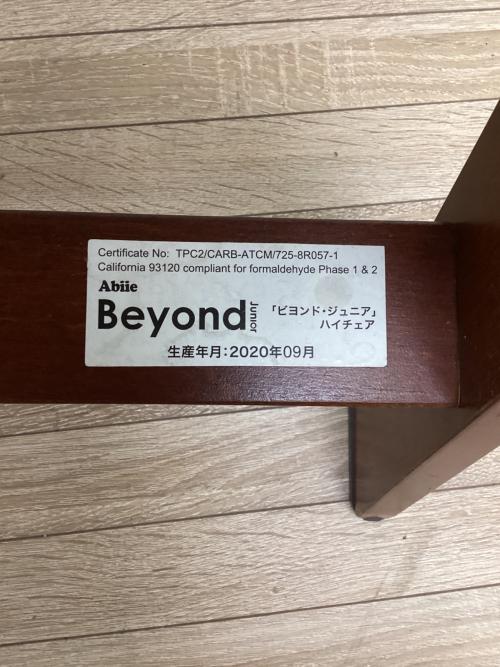 Certificate No: TPC2/CARB-ATCM/725-8R057-1
California 93120 compliant for formaldehyde Phase 1 & 2
Abiie
Beyond Junior
「ビヨンド・ジュニア」
ハイチェア
生産年月:2020年09月